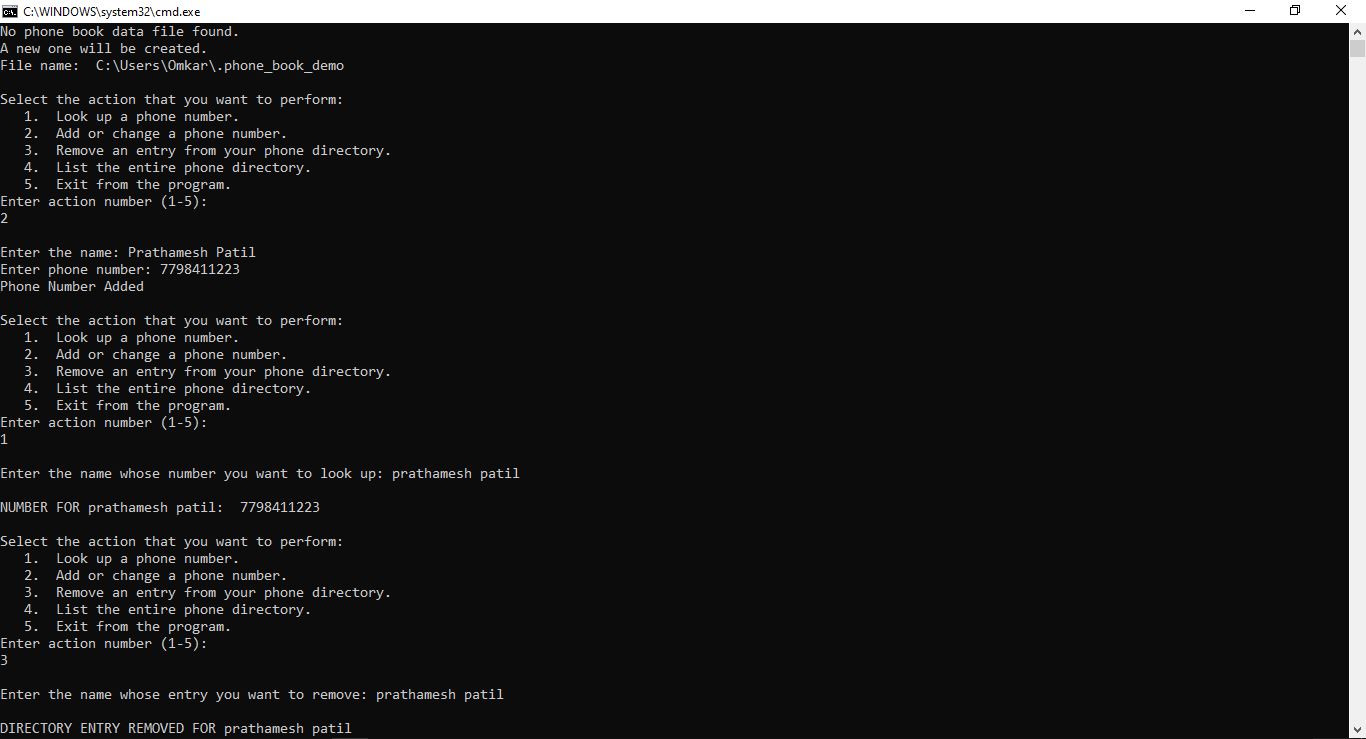 C:\WINDOWS\system32\cmd.exe
No phone book data file found.
A new one will be created.
File name:  C:\Users\Omkar\.phone_book_demo
Select the action that you want to perform:
   1.  Look up a phone number.
   2.  Add or change a phone number.
   3.  Remove an entry from your phone directory.
   4.  List the entire phone directory.
   5.  Exit from the program.
Enter action number (1-5):
2
Enter the name: Prathamesh Patil
Enter phone number: 7798411223
Phone Number Added
Select the action that you want to perform:
   1.  Look up a phone number.
   2.  Add or change a phone number.
   3.  Remove an entry from your phone directory.
   4.  List the entire phone directory.
   5.  Exit from the program.
Enter action number (1-5):
1
Enter the name whose number you want to look up: prathamesh patil
NUMBER FOR prathamesh patil:  7798411223
Select the action that you want to perform:
   1.  Look up a phone number.
   2.  Add or change a phone number.
   3.  Remove an entry from your phone directory.
   4.  List the entire phone directory.
   5.  Exit from the program.
Enter action number (1-5):
3
Enter the name whose entry you want to remove: prathamesh patil
DIRECTORY ENTRY REMOVED FOR prathamesh patil